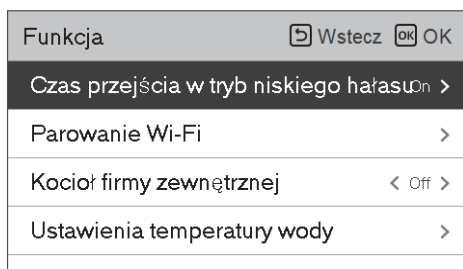 Funkcja Wstecz OK OK
Czas przejścia w tryb niskiego hałasu On >
Parowanie Wi-Fi >
Kocioł firmy zewnętrznej < Off >
Ustawienia temperatury wody >